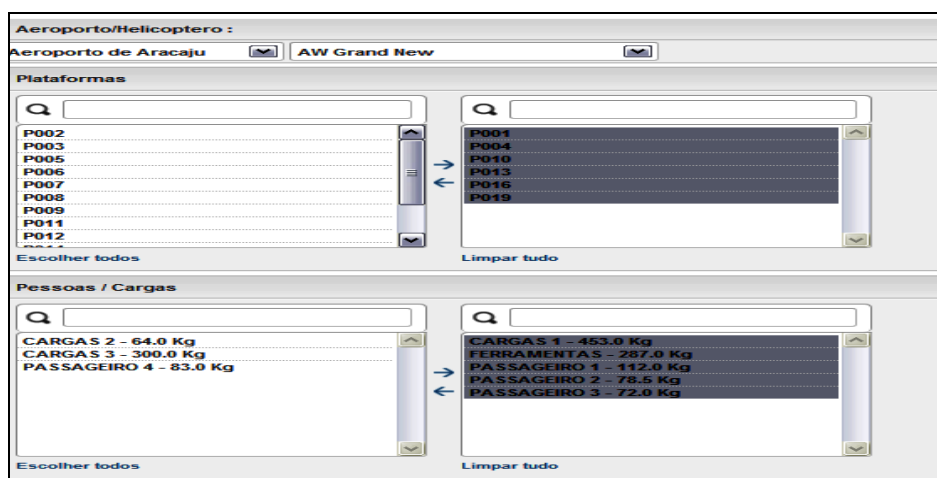 Aeroporto/Helicoptero :
Aeroporto de Aracaju AW Grand New
Plataformas
P002
P003
P005
P006
P007
P008
P009
P011
P012
Escolher todos
P001
P004
P010
P013
P016
P019
Limpar tudo
Pessoas / Cargas
CARGAS 2 - 64.0 Kg
CARGAS 3 - 300.0 Kg
PASSAGEIRO 4 - 83.0 Kg
Escolher todos
CARGAS 1 - 453.0 Kg
FERRAMENTAS - 287.0 Kg
PASSAGEIRO 1 - 112.0 Kg
PASSAGEIRO 2 - 78.5 Kg
PASSAGEIRO 3 - 72.0 Kg
Limpar tudo